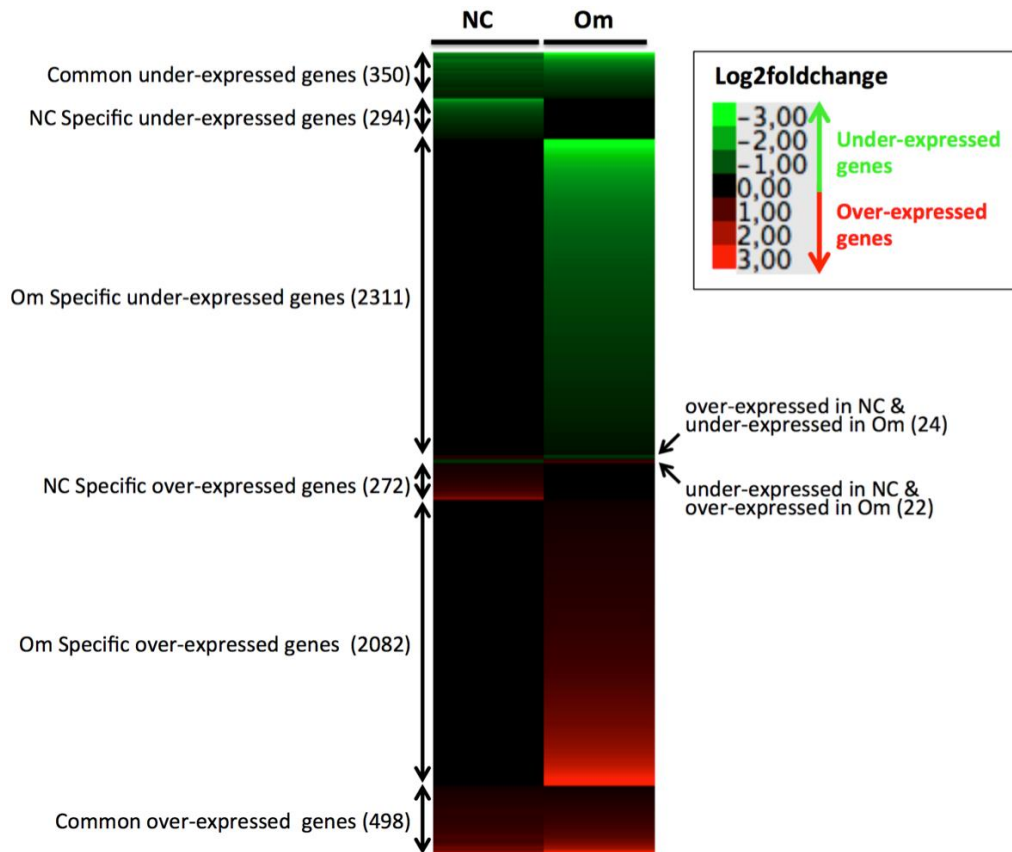 NC
Om
Common under-expressed genes (350)
NC Specific under-expressed genes (294)
Om Specific under-expressed genes (2311)
NC Specific over-expressed genes (272)
Om Specific over-expressed genes (2082)
Common over-expressed genes (498)
over-expressed in NC &
under-expressed in Om (24)
under-expressed in NC &
over-expressed in Om (22)
Log2foldchange
-3,00
-2,00
-1,00
0,00
1,00
2,00
3,00
Under-expressed
genes
Over-expressed
genes